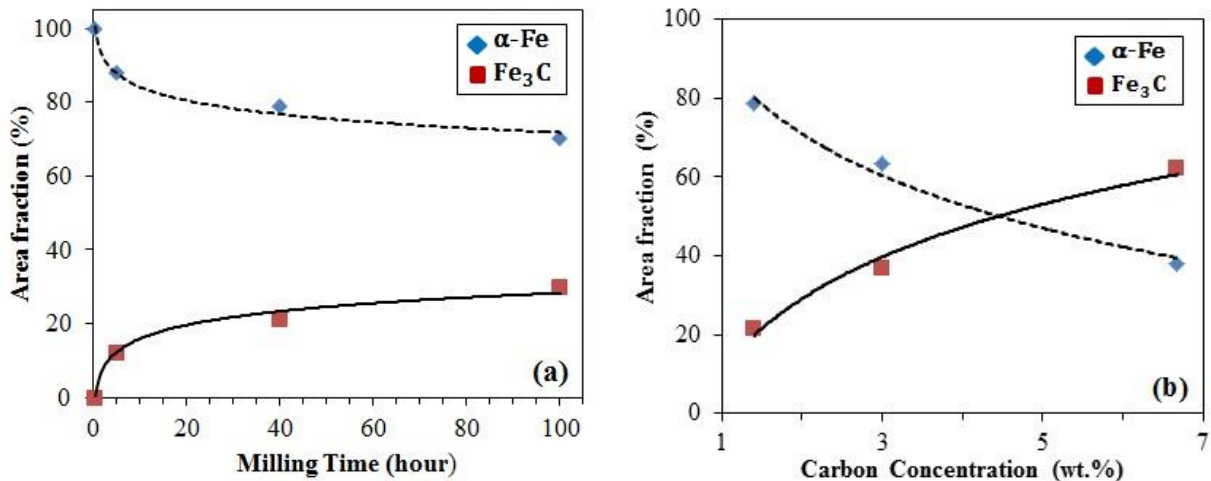 100
80
60
40
20
0
Area fraction (%)
α-Fe
Fe₃C
(a)
0 20 40 60 80 100
Milling Time (hour)
100
80
60
40
20
0
Area fraction (%)
α-Fe
Fe₃C
(b)
1 3 5 7
Carbon Concentration (wt.%)